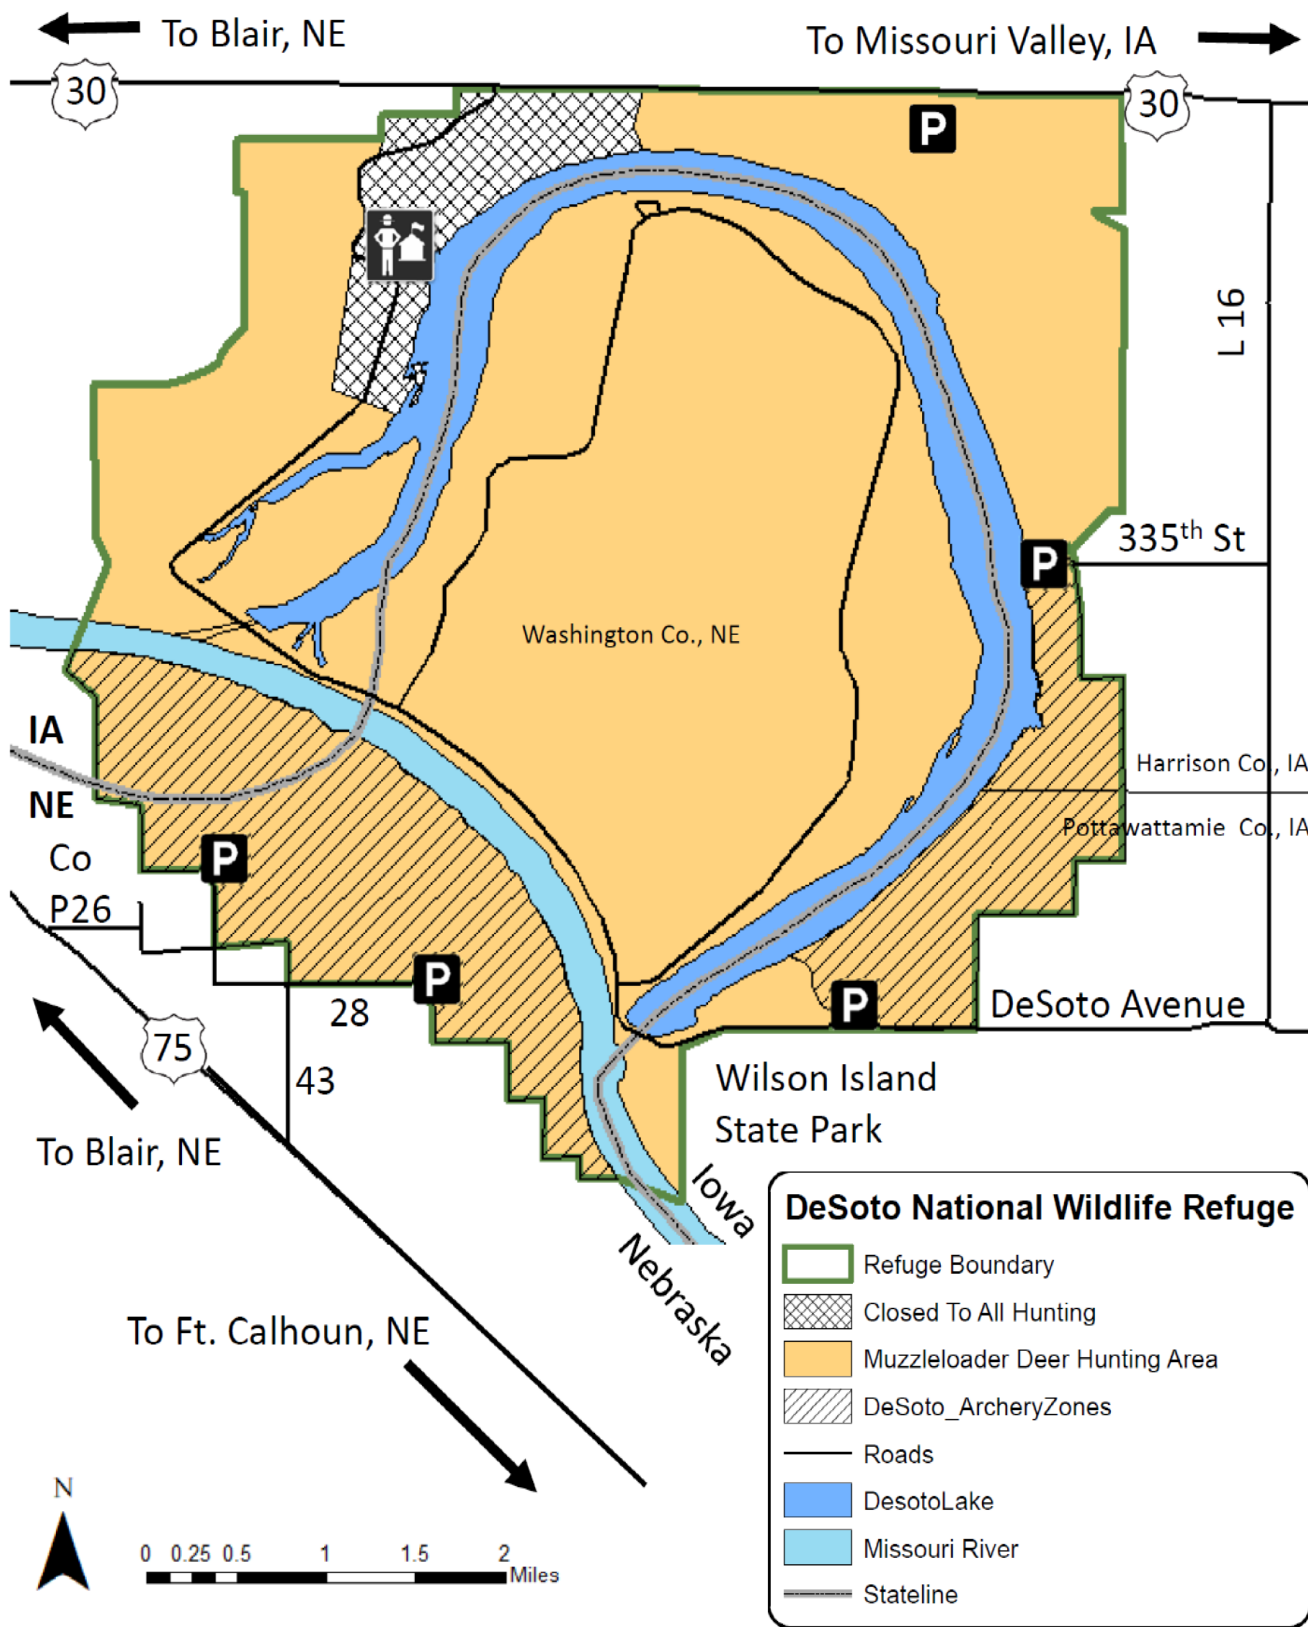 To Blair, NE
To Missouri Valley, IA
30
30
P
L 16
335th St
P
Washington Co., NE
IA
NE
Harrison Co., IA
Pottawattamie Co., IA
Co
P26
P
P
28
P
DeSoto Avenue
75
43
Wilson Island
State Park
To Blair, NE
Iowa
Nebraska
To Ft. Calhoun, NE
DeSoto National Wildlife Refuge
Refuge Boundary
Closed To All Hunting
Muzzleloader Deer Hunting Area
DeSoto_ArcheryZones
Roads
DesotoLake
Missouri River
Stateline
N
0 0.25 0.5 1 1.5 2
Miles